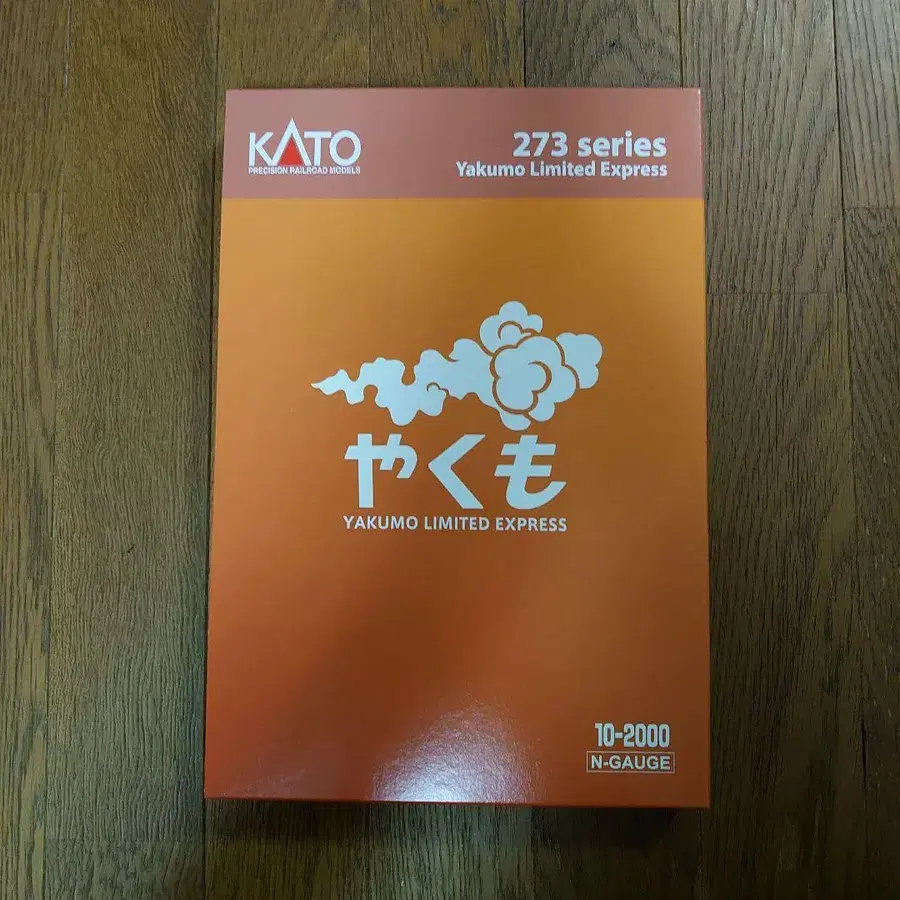 KATO
PRECISION RAILROAD MODELS
273 series
Yakumo Limited Express
やくも
YAKUMO LIMITED EXPRESS
10-2000
N-GAUGE